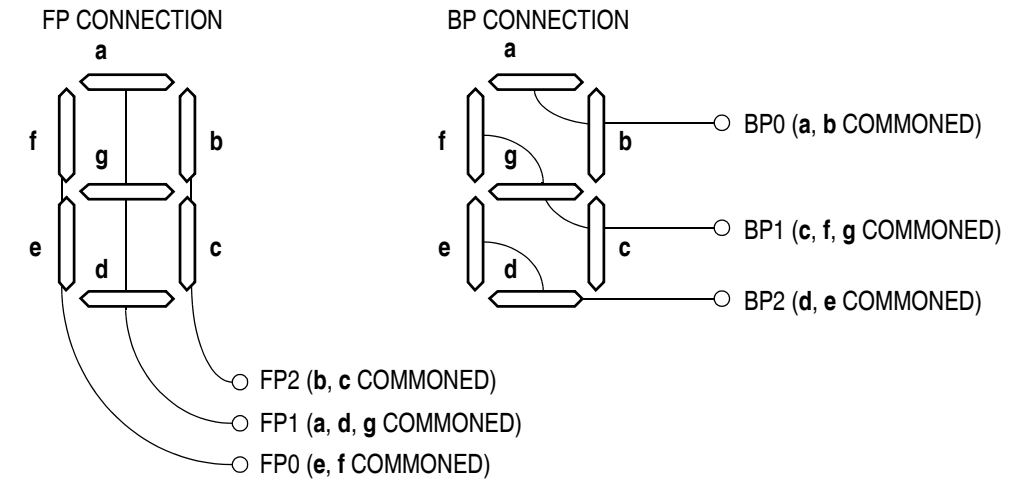 FP CONNECTION
a
f
b
g
e
c
d
FP2 (b, c COMMONED)
FP1 (a, d, g COMMONED)
FP0 (e, f COMMONED)
BP CONNECTION
a
BP0 (a, b COMMONED)
f
b
g
BP1 (c, f, g COMMONED)
e
c
d
BP2 (d, e COMMONED)